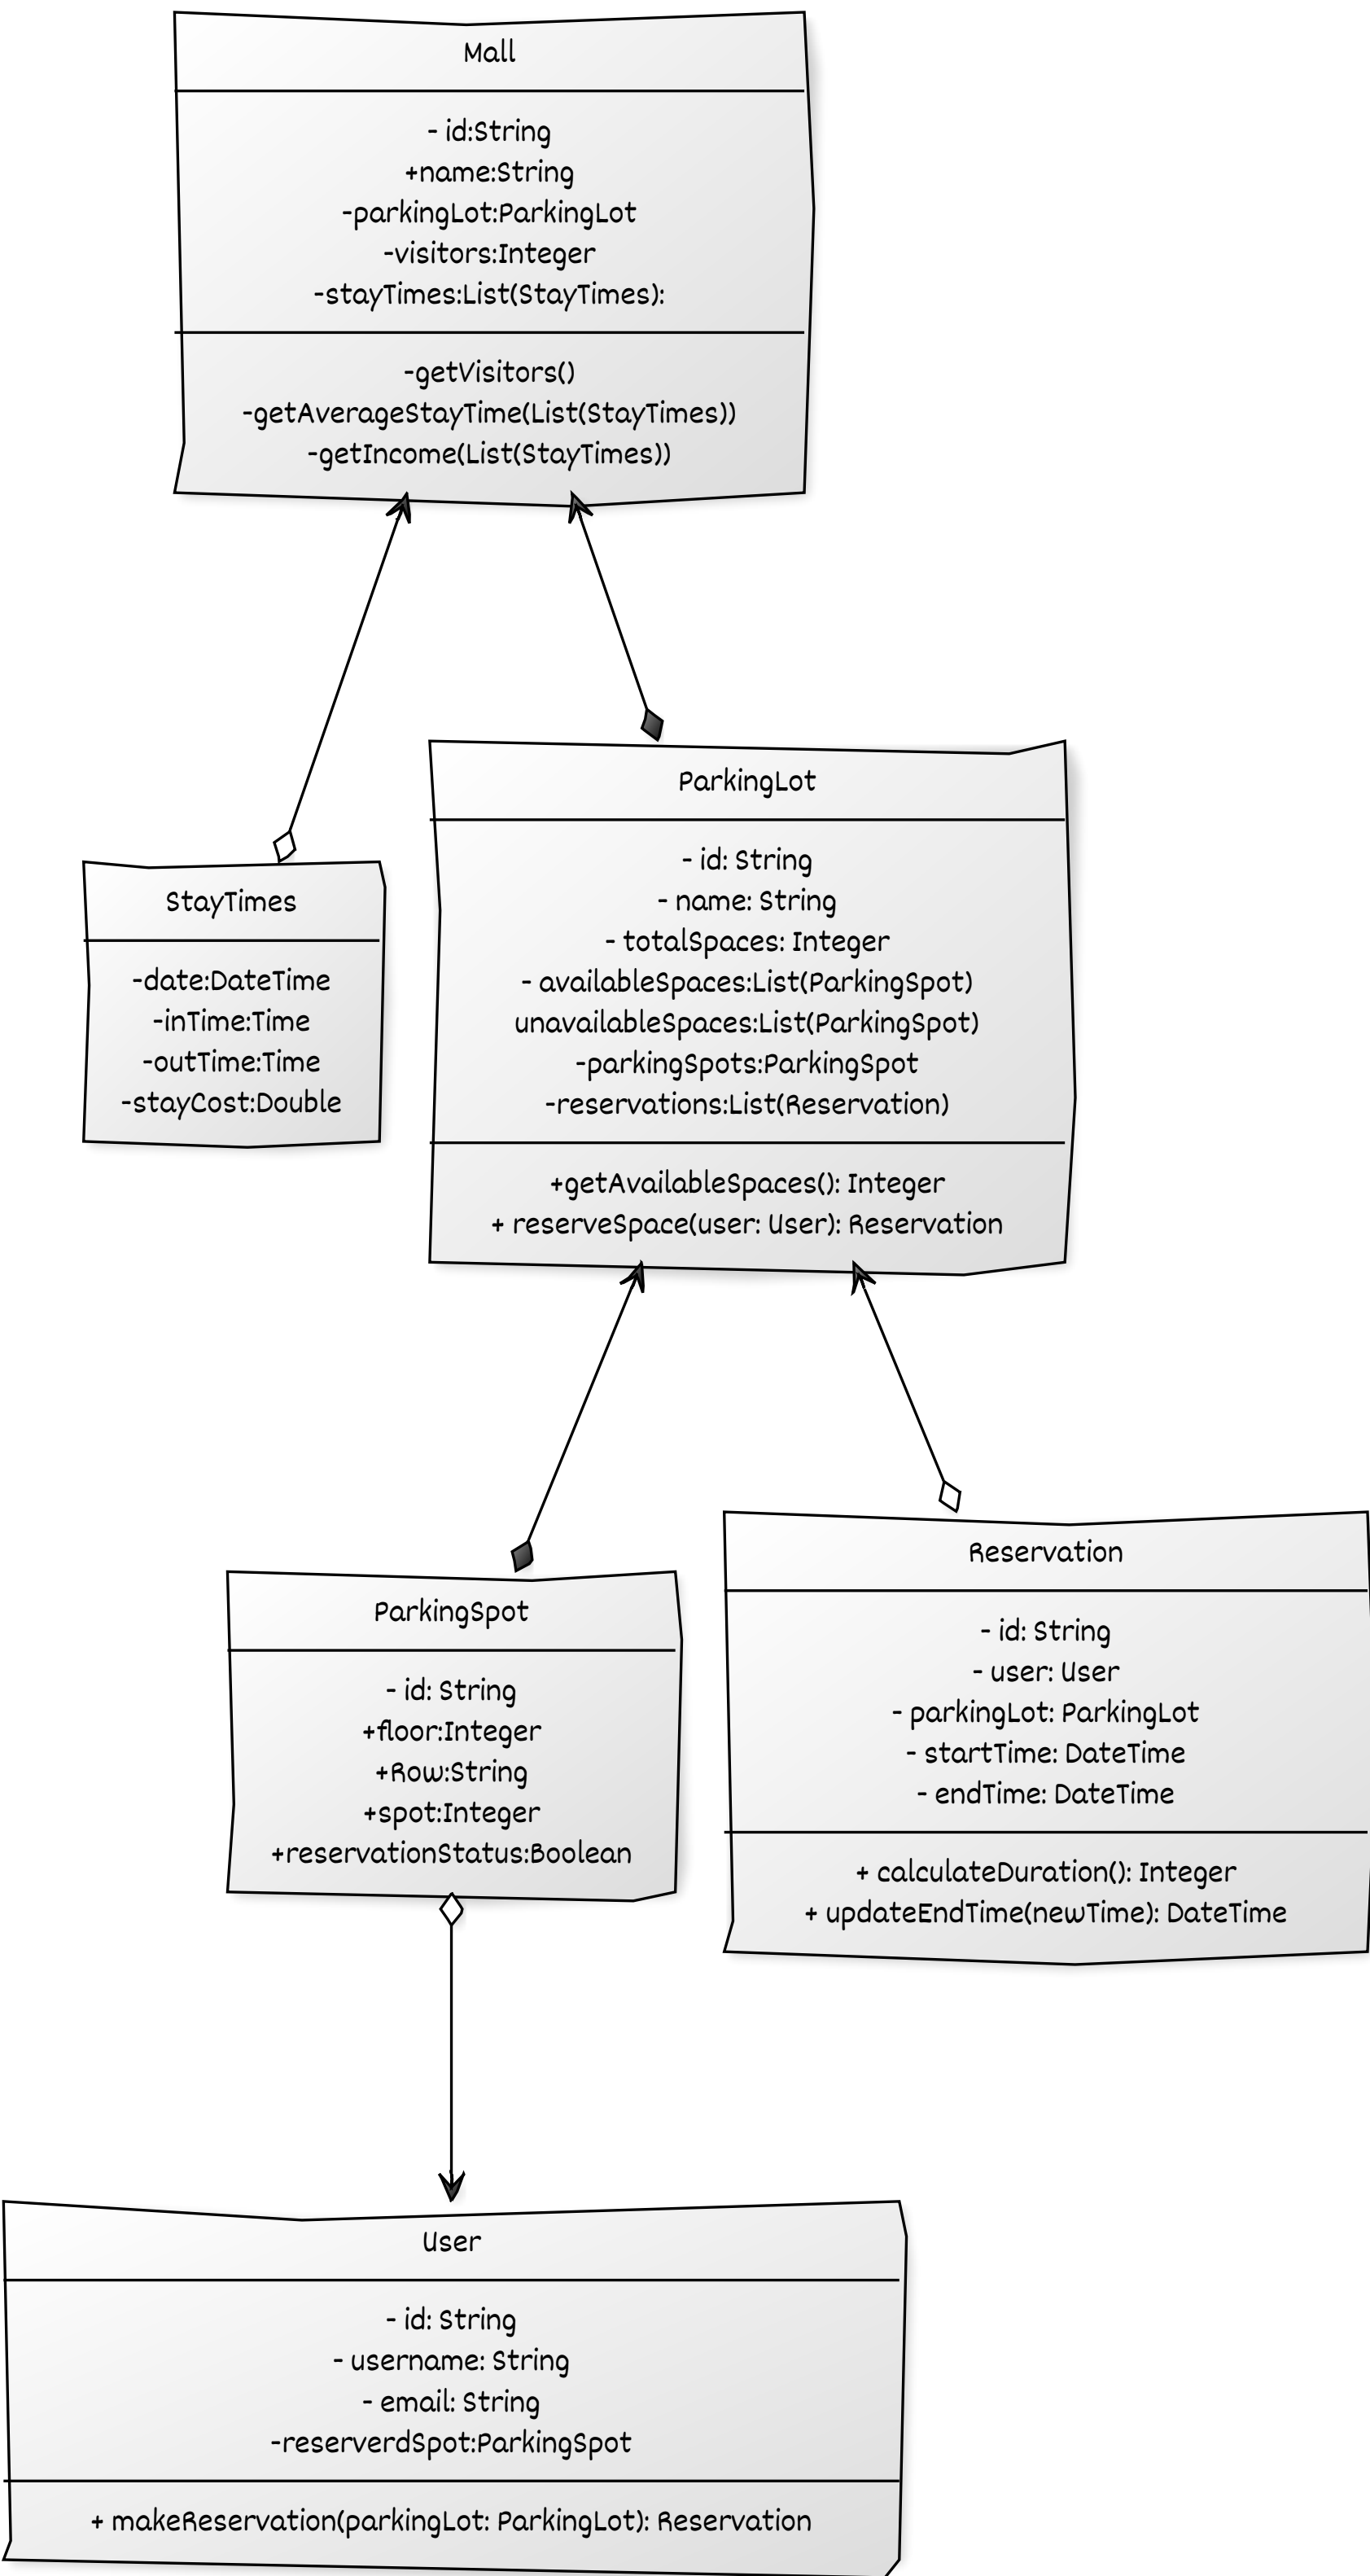 Mall
- id:String
+name:String
-parkingLot:ParkingLot
-visitors:Integer
-stayTimes:List(StayTimes):
-getVisitors()
-getAverageStayTime(List(StayTimes))
-getIncome(List(StayTimes))
ParkingLot
- id: String
- name: String
- totalSpaces: Integer
- availableSpaces:List(ParkingSpot)
unavailableSpaces:List(ParkingSpot)
-parkingSpots:ParkingSpot
-reservations:List(Reservation)
+getAvailableSpaces(): Integer
+ reserveSpace(user: User): Reservation
StayTimes
-date:DateTime
-inTime:Time
-outTime:Time
-stayCost:Double
Reservation
- id: String
- user: User
- parkingLot: ParkingLot
- startTime: DateTime
- endTime: DateTime
+ calculateDuration(): Integer
+ updateEndTime(newTime): DateTime
ParkingSpot
- id: String
+floor:Integer
+Row:String
+spot:Integer
+reservationStatus:Boolean
User
- id: String
- username: String
- email: String
-reserverdSpot:ParkingSpot
+ makeReservation(parkingLot: ParkingLot): Reservation